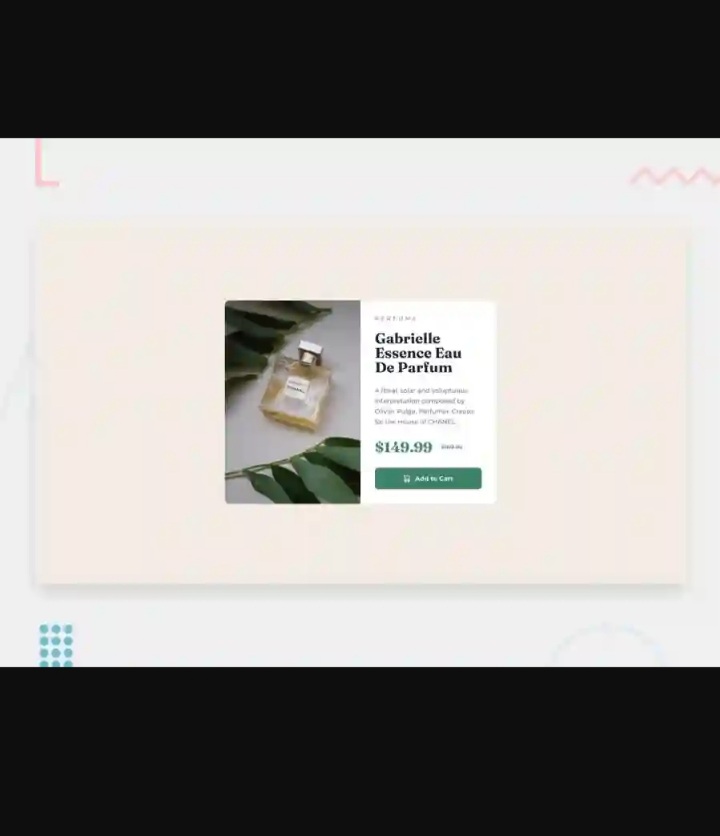 PERFUME
Gabrielle
Essence Eau
De Parfum
A floral, solar and voluptuous
interpretation composed by
Olivier Polge, Perfumer-Creator
for the House of CHANEL.
$149.99
Add to Cart
CHANEL